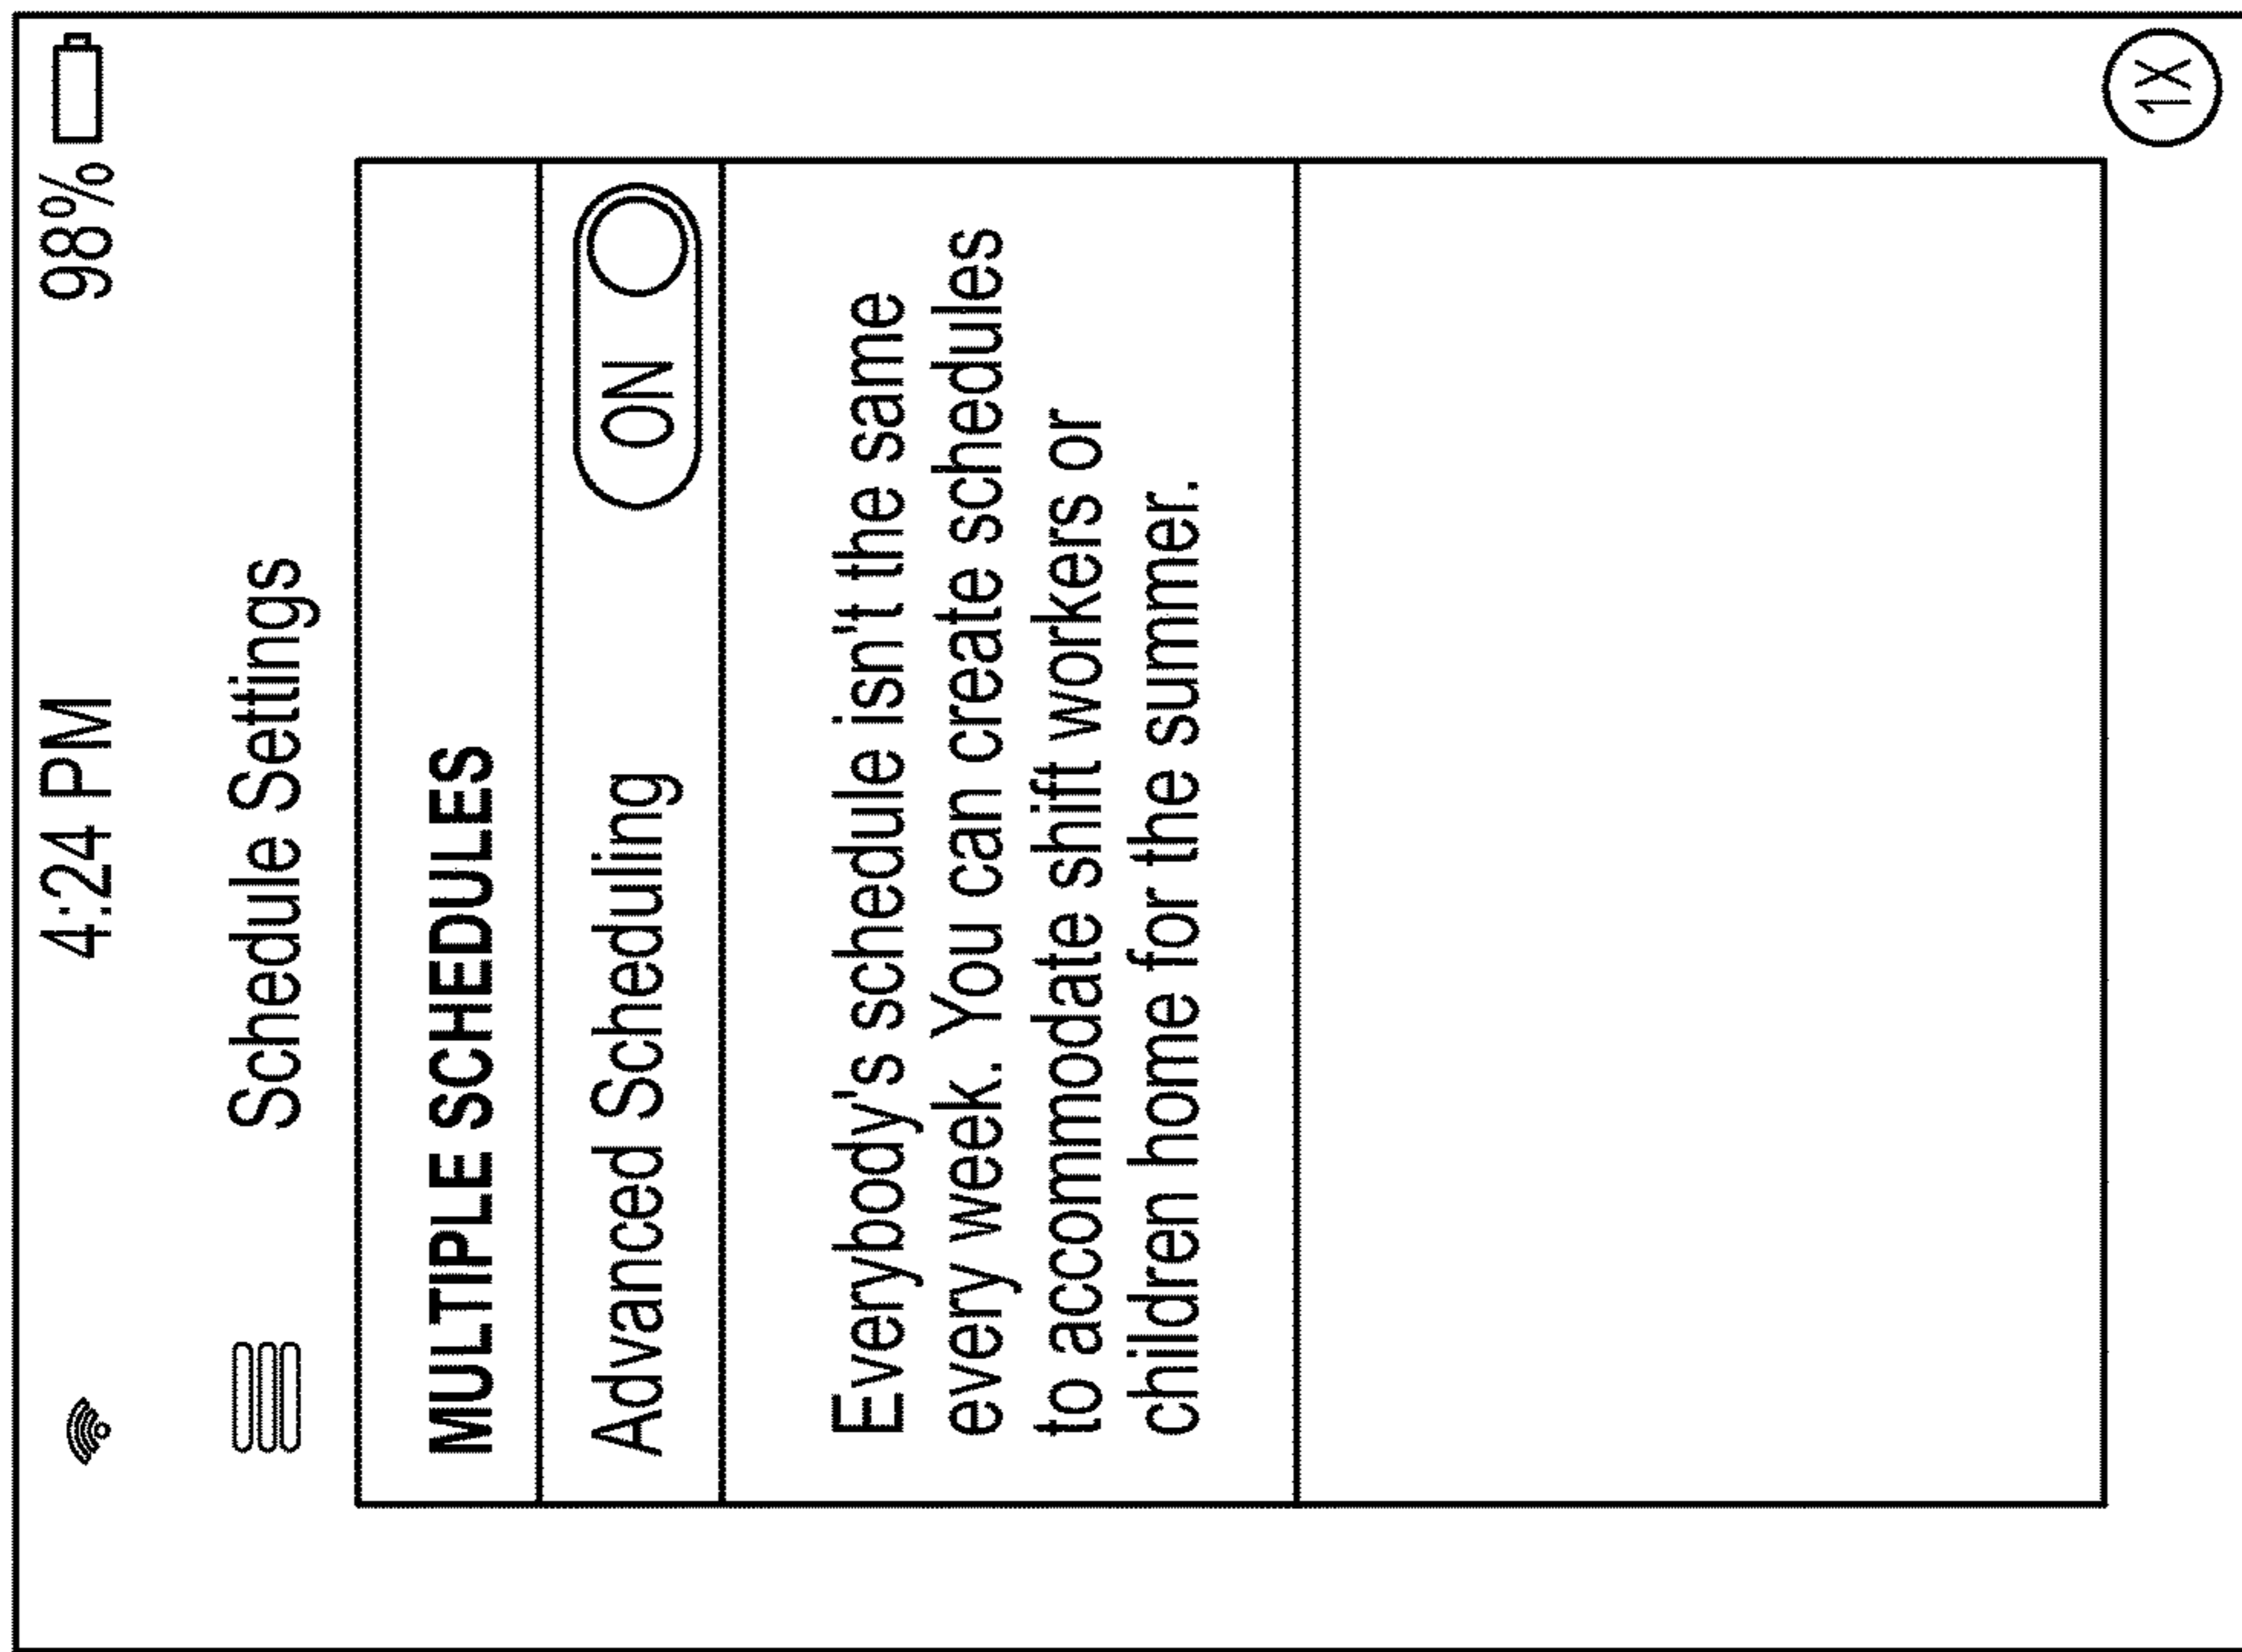 4:24 PM 98%
Schedule Settings
MULTIPLE SCHEDULES
Advanced Scheduling ON
Everybody's schedule isn't the same
every week. You can create schedules
to accommodate shift workers or
children home for the summer.
1X